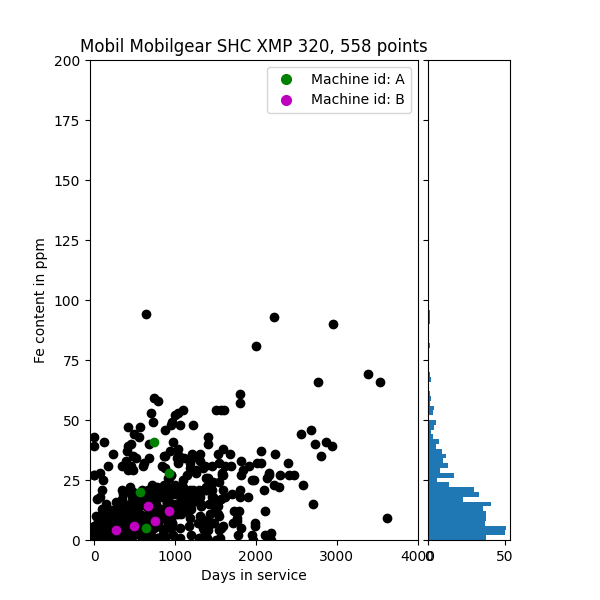 Mobil Mobilgear SHC XMP 320, 558 points
Machine id: A
Machine id: B
Fe content in ppm
200
175
150
125
100
75
50
25
0
0 1000 2000 3000 4000
0 50
Days in service